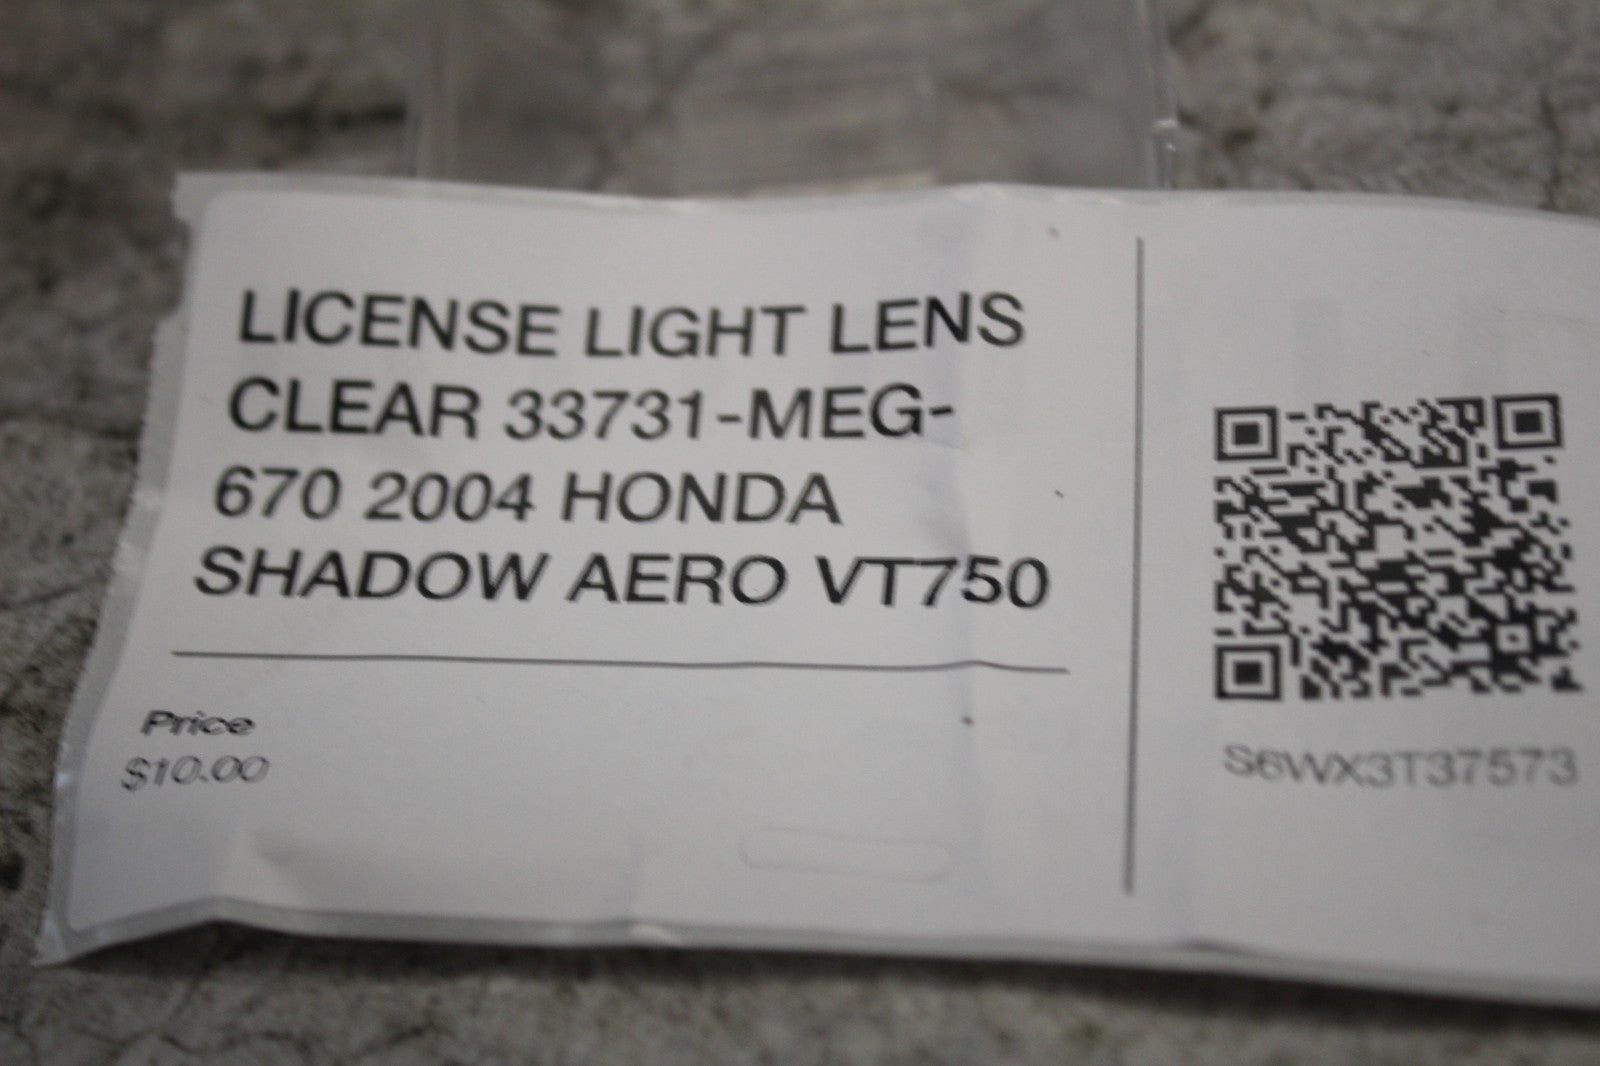 LICENSE LIGHT LENS
CLEAR 33731-MEG-
670 2004 HONDA
SHADOW AERO VT750
Price
$10.00
S6WX3T37573